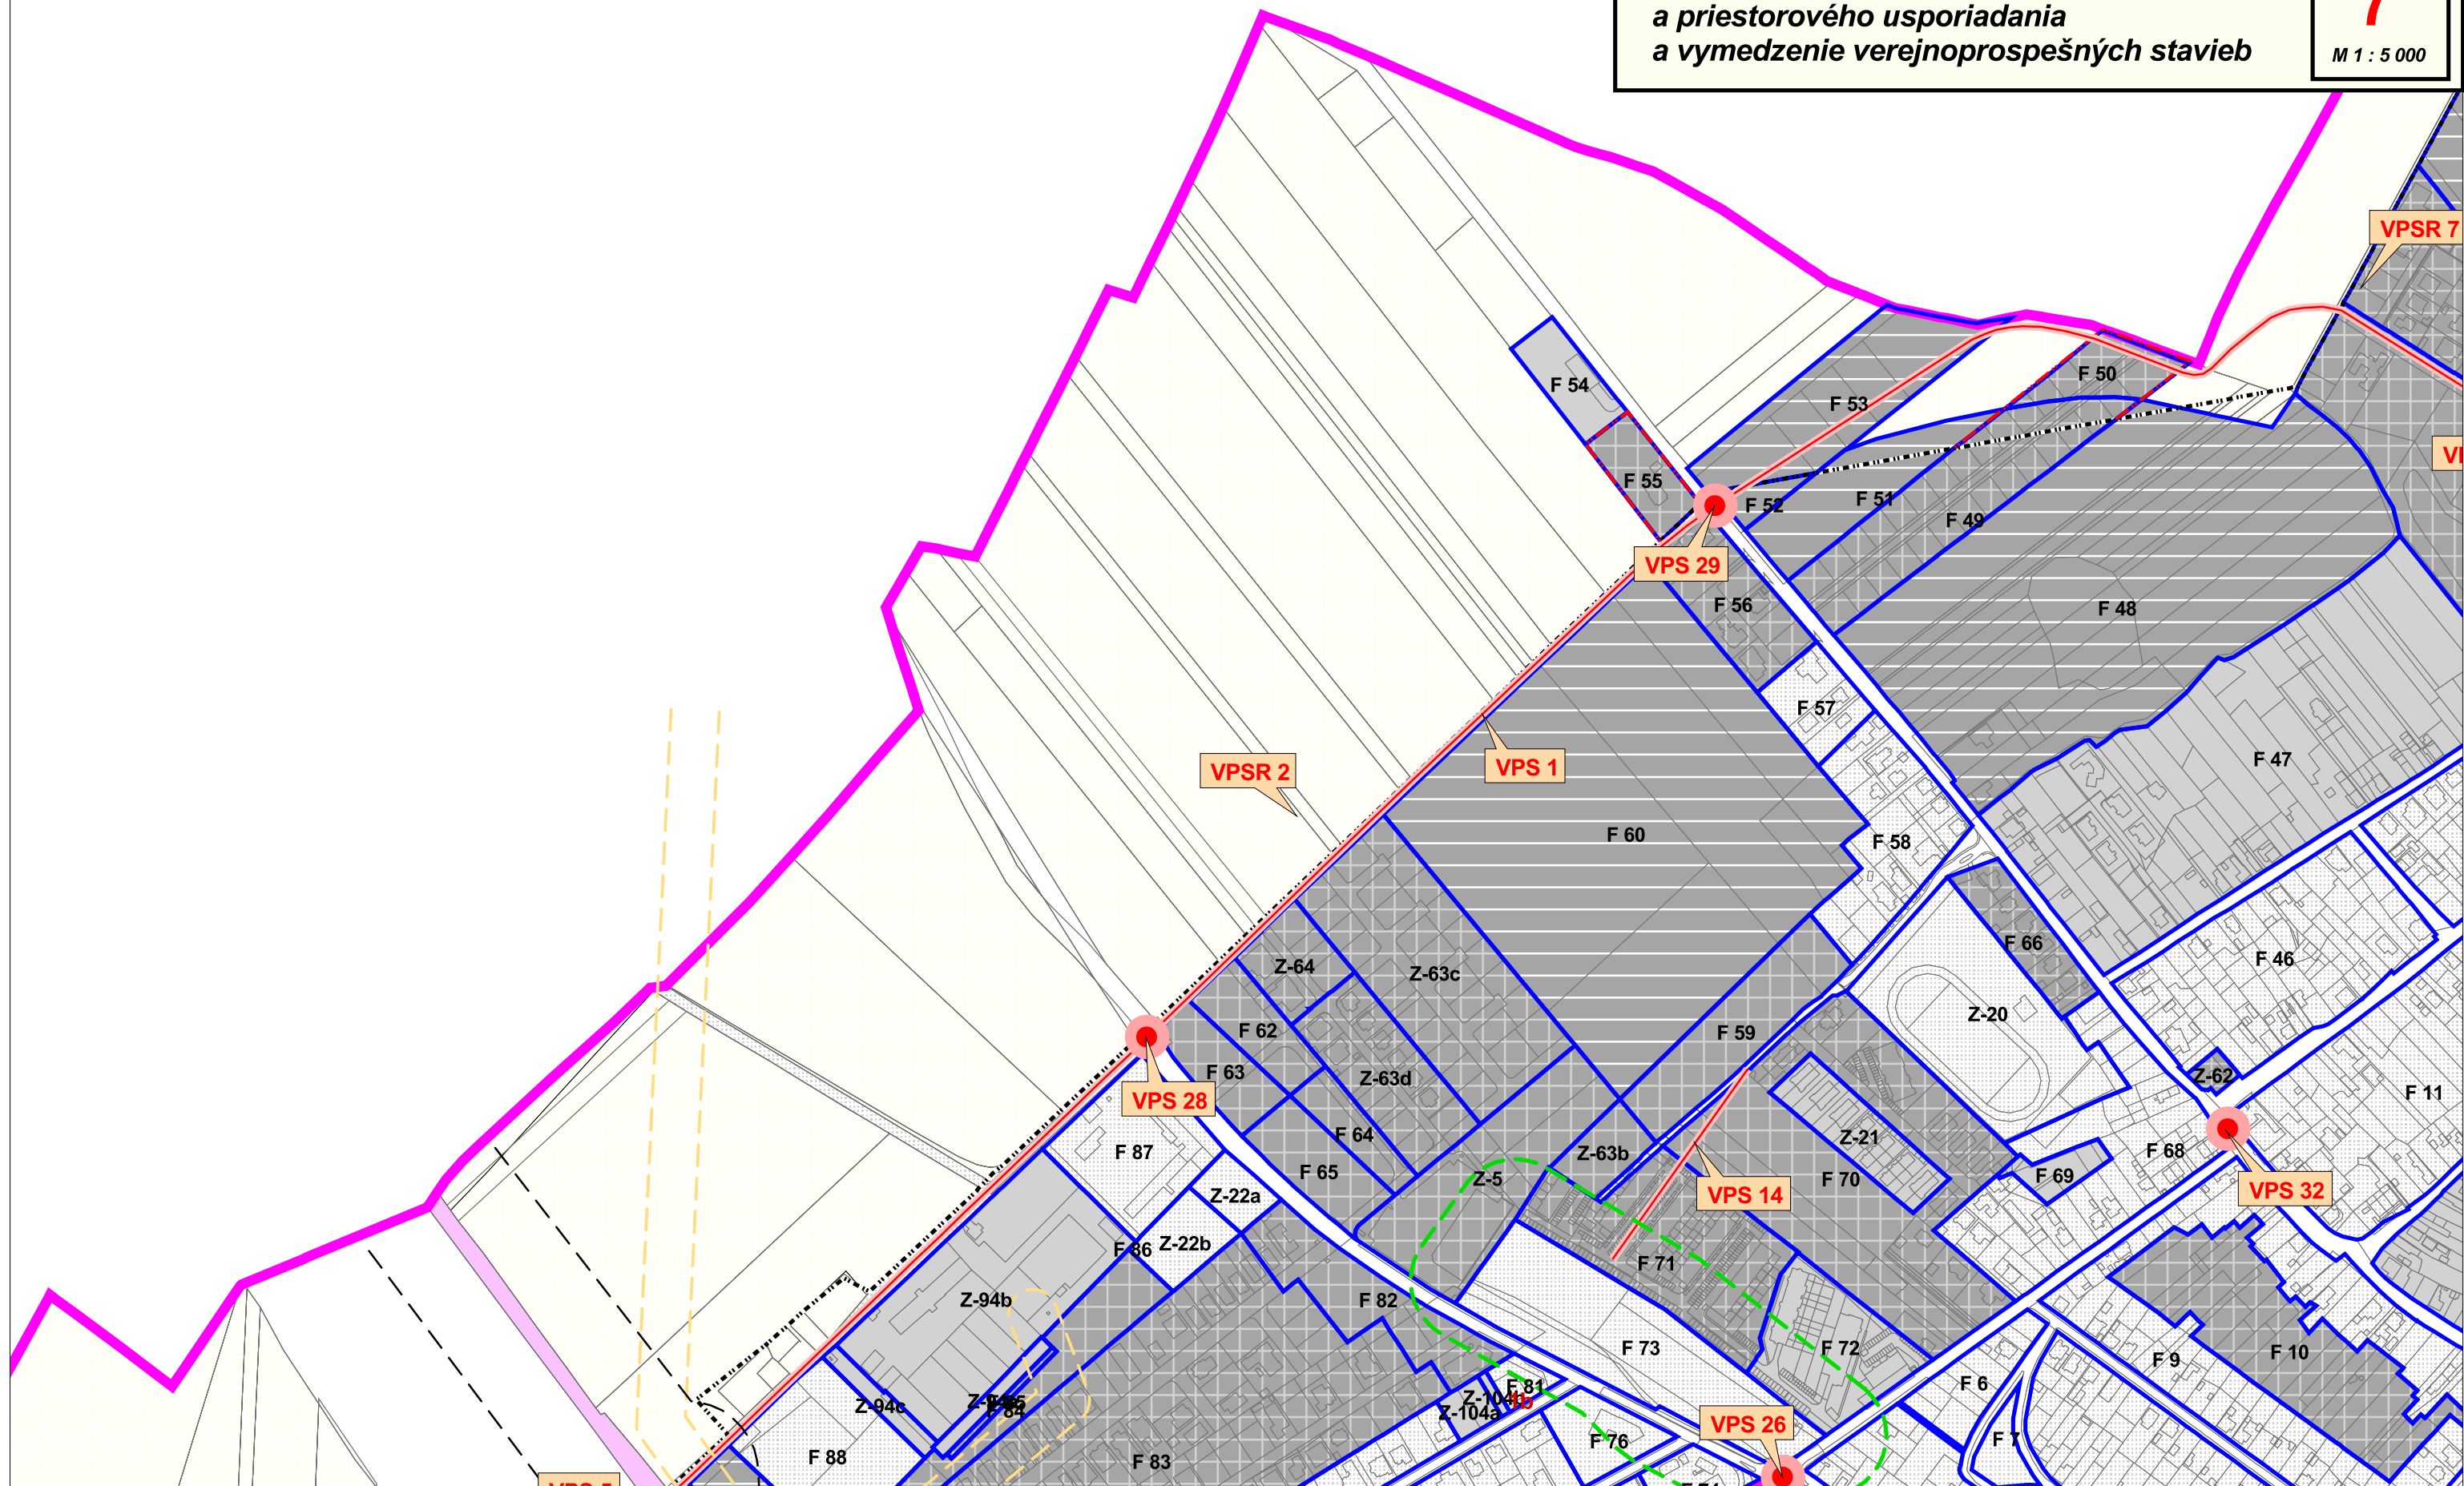 a priestorového usporiadania
a vymedzenie verejnoprospešných stavieb
7
M 1 : 5 000
VPSR 7
F 54
F 50
F 53
F 55
F 52
F 51
F 49
VPS 29
F 56
F 48
F 57
F 47
VPSR 2
VPS 1
F 60
F 58
F 66
F 46
Z-64
Z-63c
Z-20
F 62
F 59
F 63
Z-63d
Z-62
VPS 28
F 11
F 64
Z-21
F 87
Z-63b
F 68
F 65
Z-5
F 69
F 70
Z-22a
VPS 14
VPS 32
F 86
Z-22b
F 71
Z-94b
F 82
F 73
F 72
F 9
F 10
F 6
F 81
Z-94c
F 84
Z-104a
VPS 26
F 7
F 76
F 88
F 83